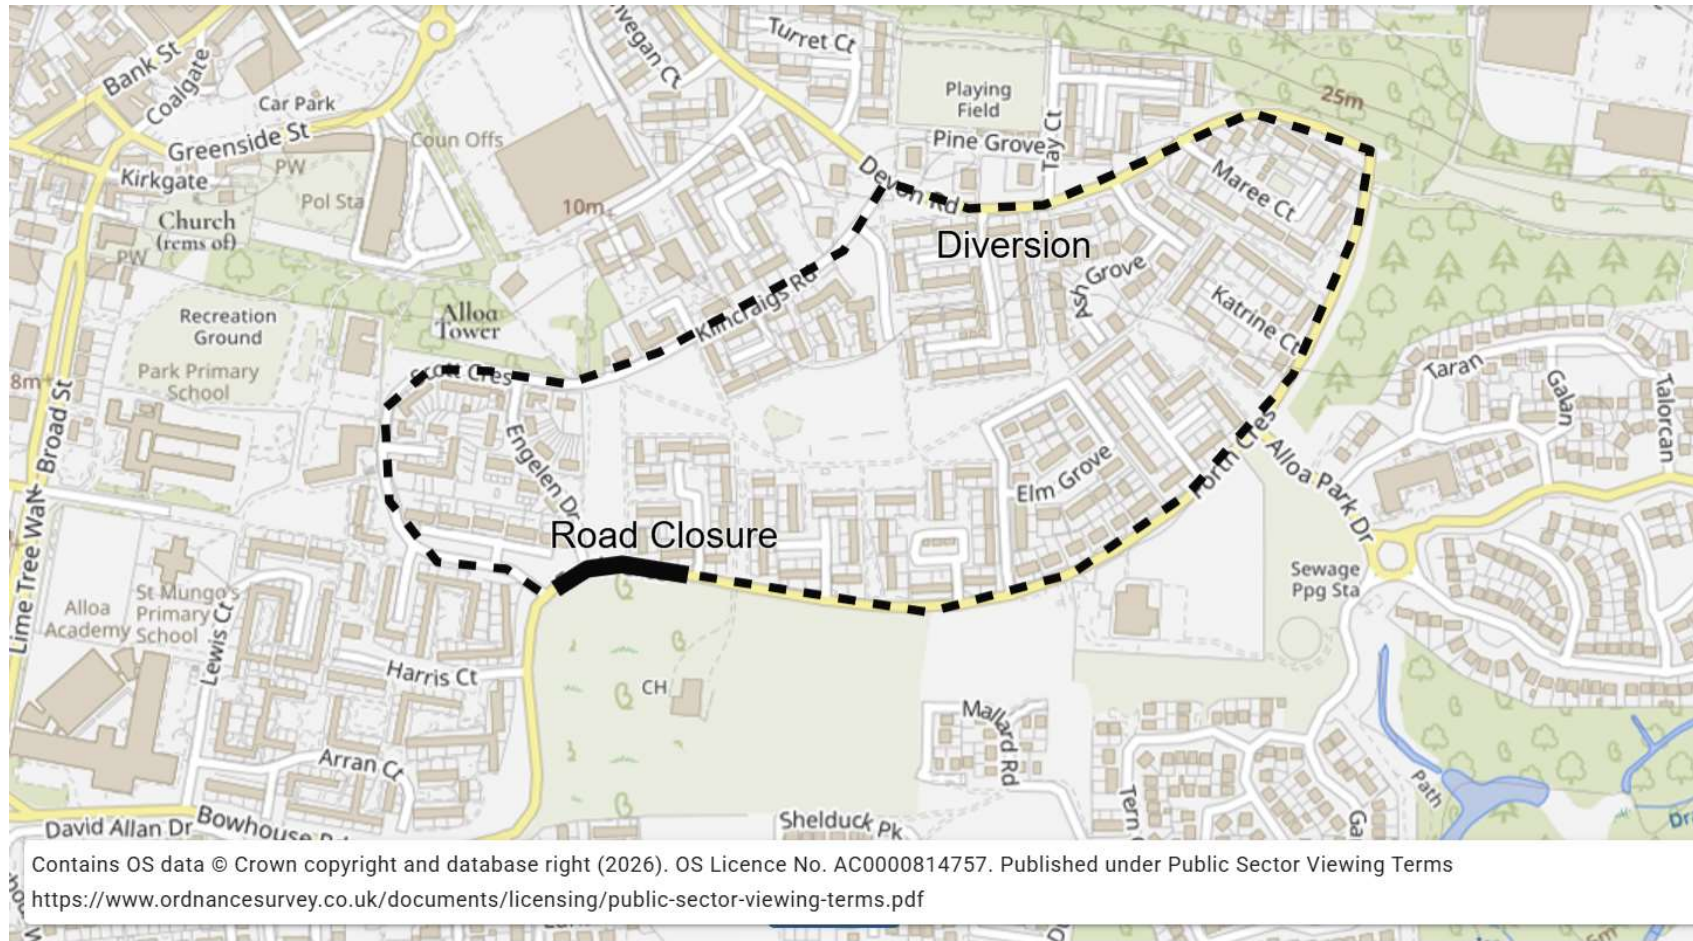 Bank St
Coalgate
Car Park
Greenside St
PW
Coun Offs
Kirkgate
Pol Sta
Church
(rems of)
PW
10m
Turret Ct
Playing
Field
Pine Grove
Tay Ct
25m
Devon Rd
Maree Ct
Diversion
Ash Grove
Katrine Ct
Kilncraigs Rd
Alloa
Tower
Recreation
Ground
Park Primary
School
8m
Scott Cres
Broad St
Engelen Dr
Elm Grove
Forth Cres
Alloa Park Dr
Taran
Galan
Talorcan
Road Closure
Lime Tree Walk
St Mungo's
Primary
School
Alloa
Academy
Lewis Ct
Harris Ct
CH
Sewage
Ppg Sta
Mallard
Rd
Arran Ct
Path
David Allan Dr
Shelduck Pk
Contains OS data © Crown copyright and database right (2026). OS Licence No. AC0000814757. Published under Public Sector Viewing Terms
https://www.ordnancesurvey.co.uk/documents/licensing/public-sector-viewing-terms.pdf
5m